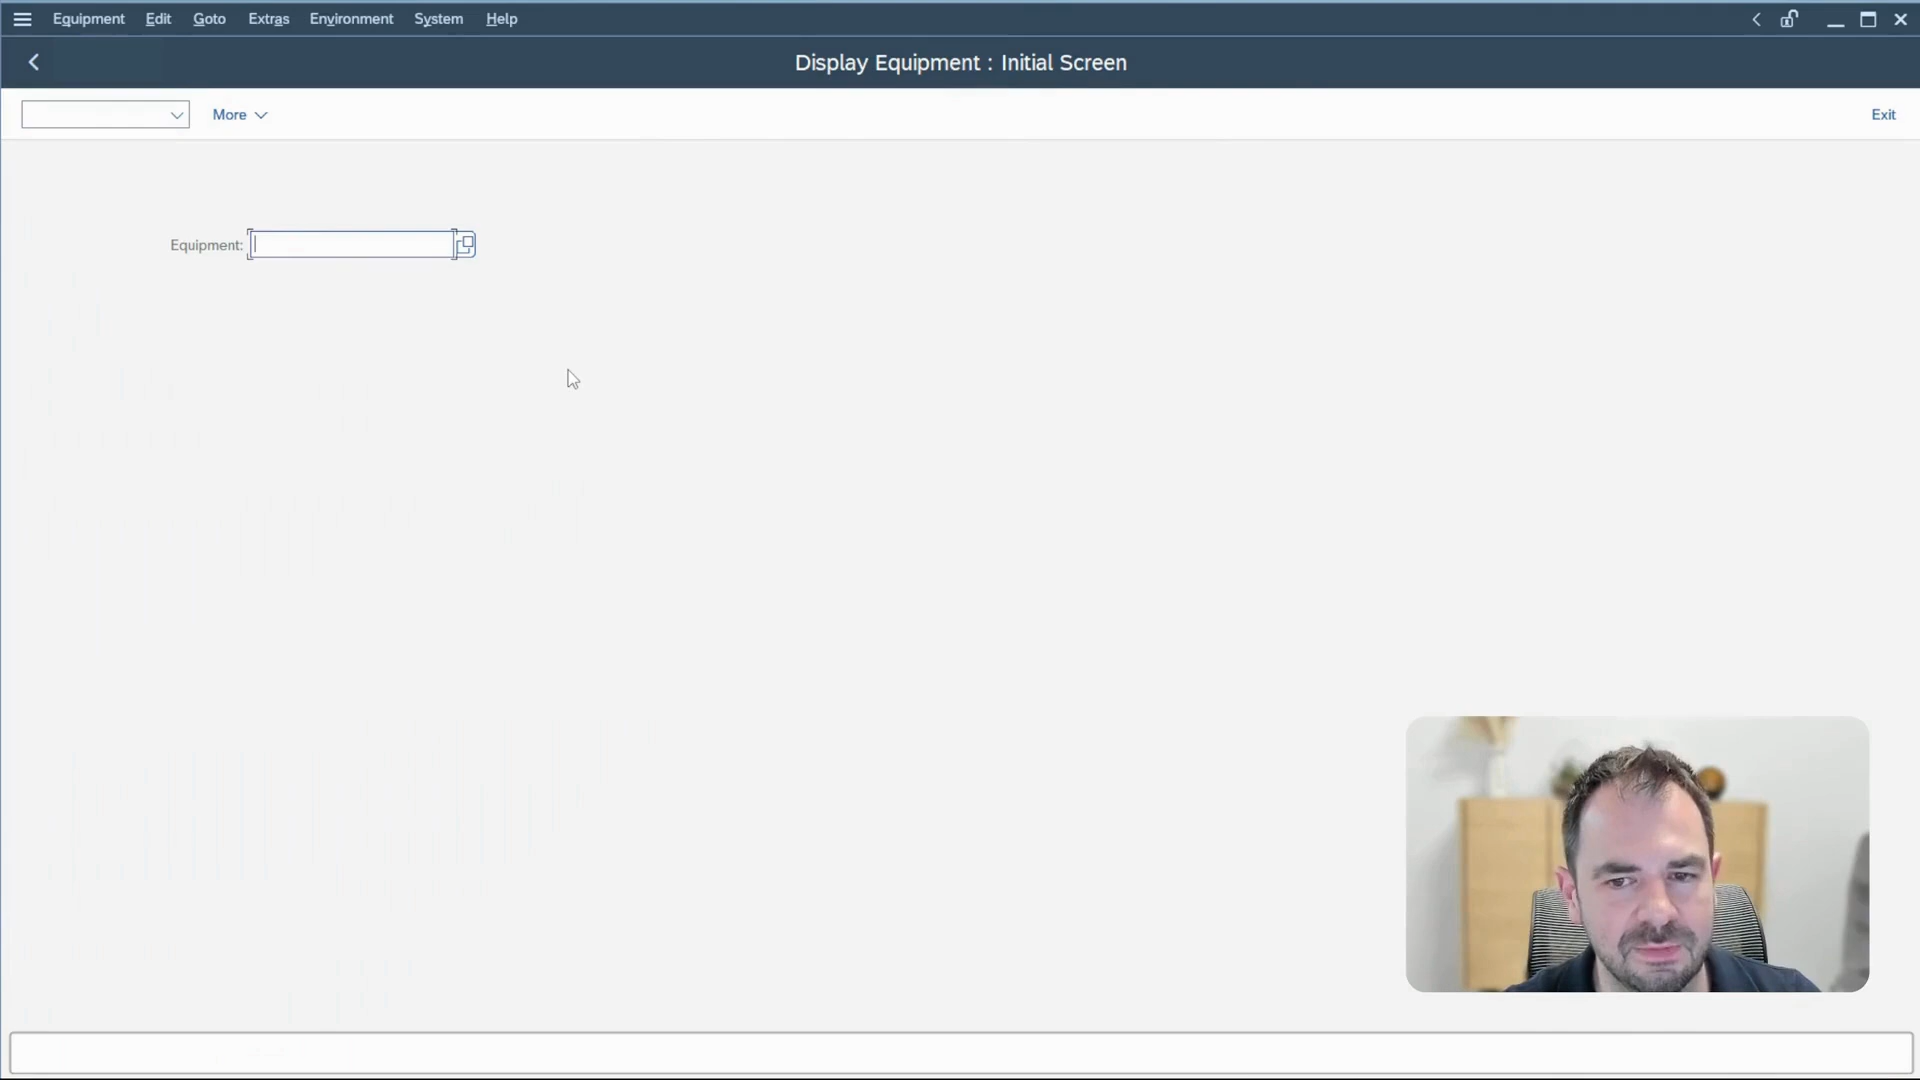 Equipment Edit Goto Extras Environment System Help
Display Equipment : Initial Screen
More Exit
Equipment: